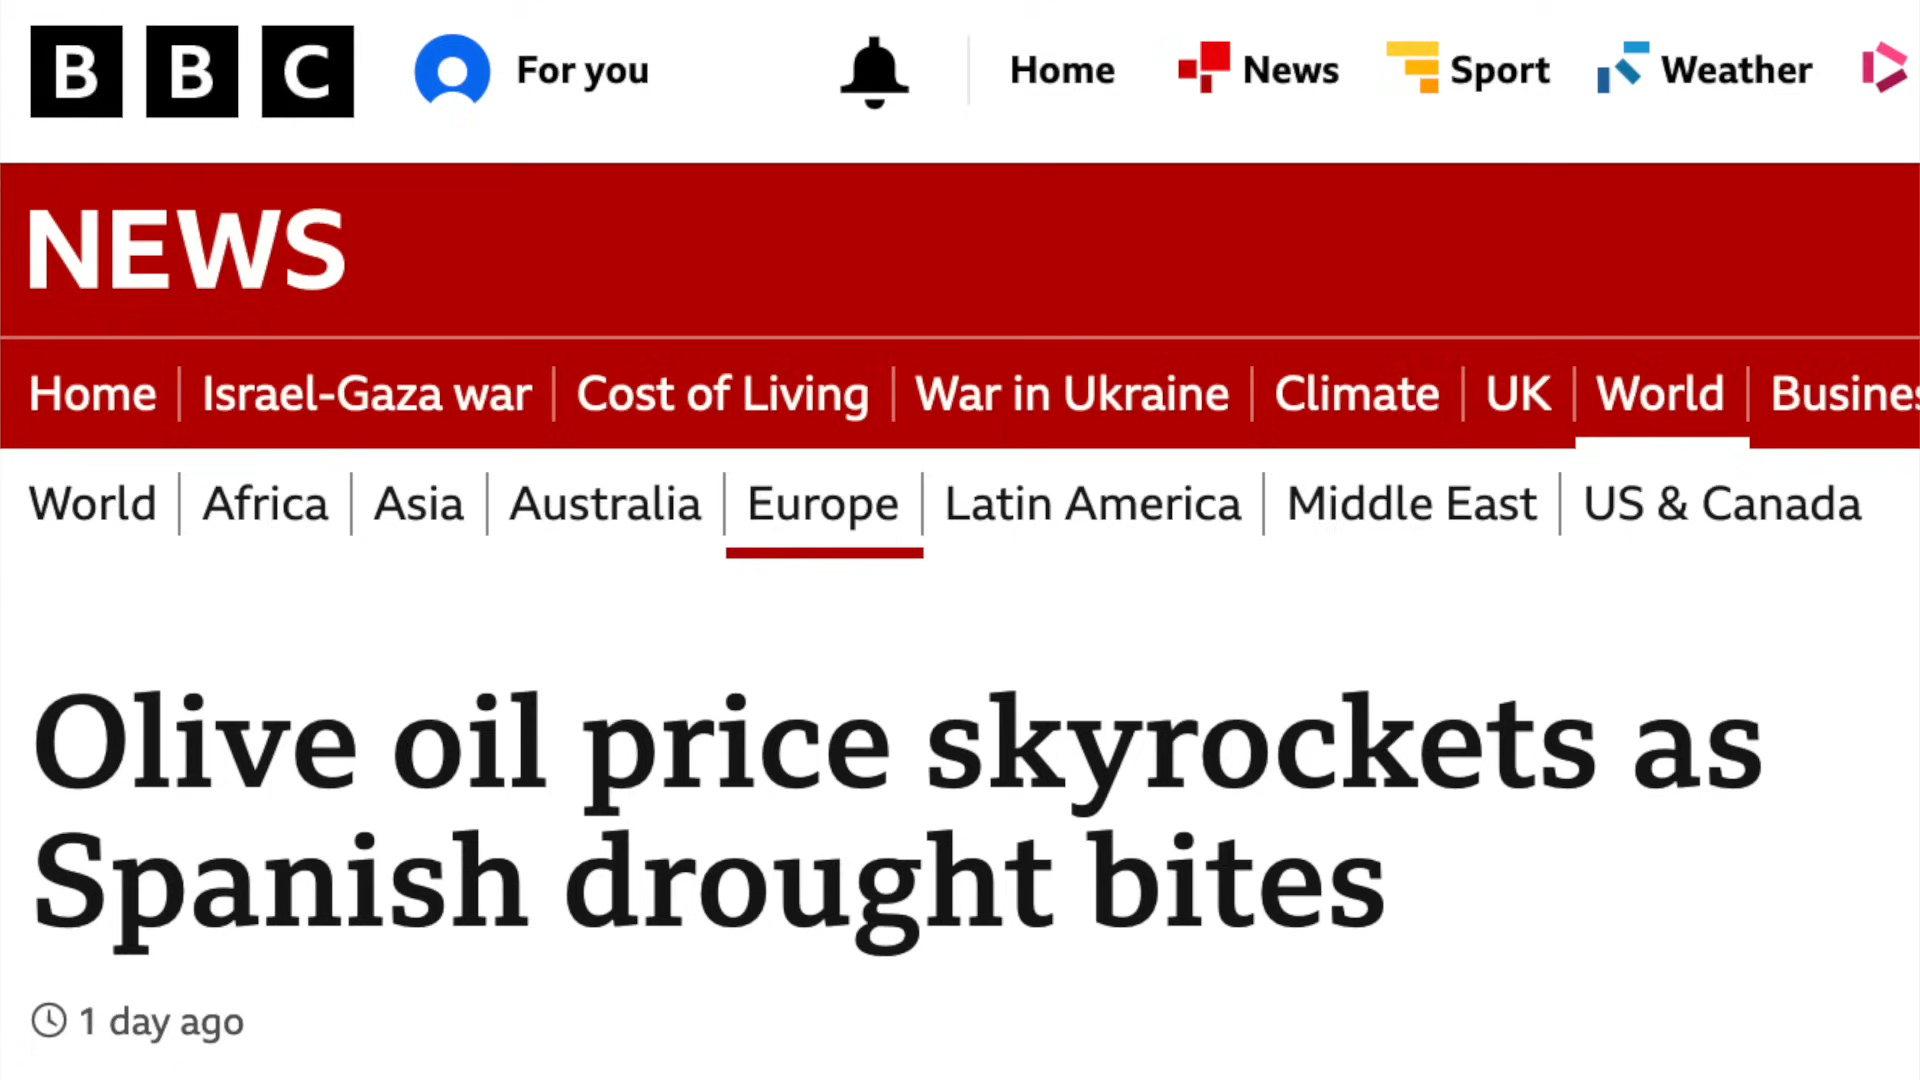 BBC For you Home News Sport Weather
NEWS
Home Israel-Gaza war Cost of Living War in Ukraine Climate UK World Busines
World Africa Asia Australia Europe Latin America Middle East US & Canada
Olive oil price skyrockets as
Spanish drought bites
1 day ago